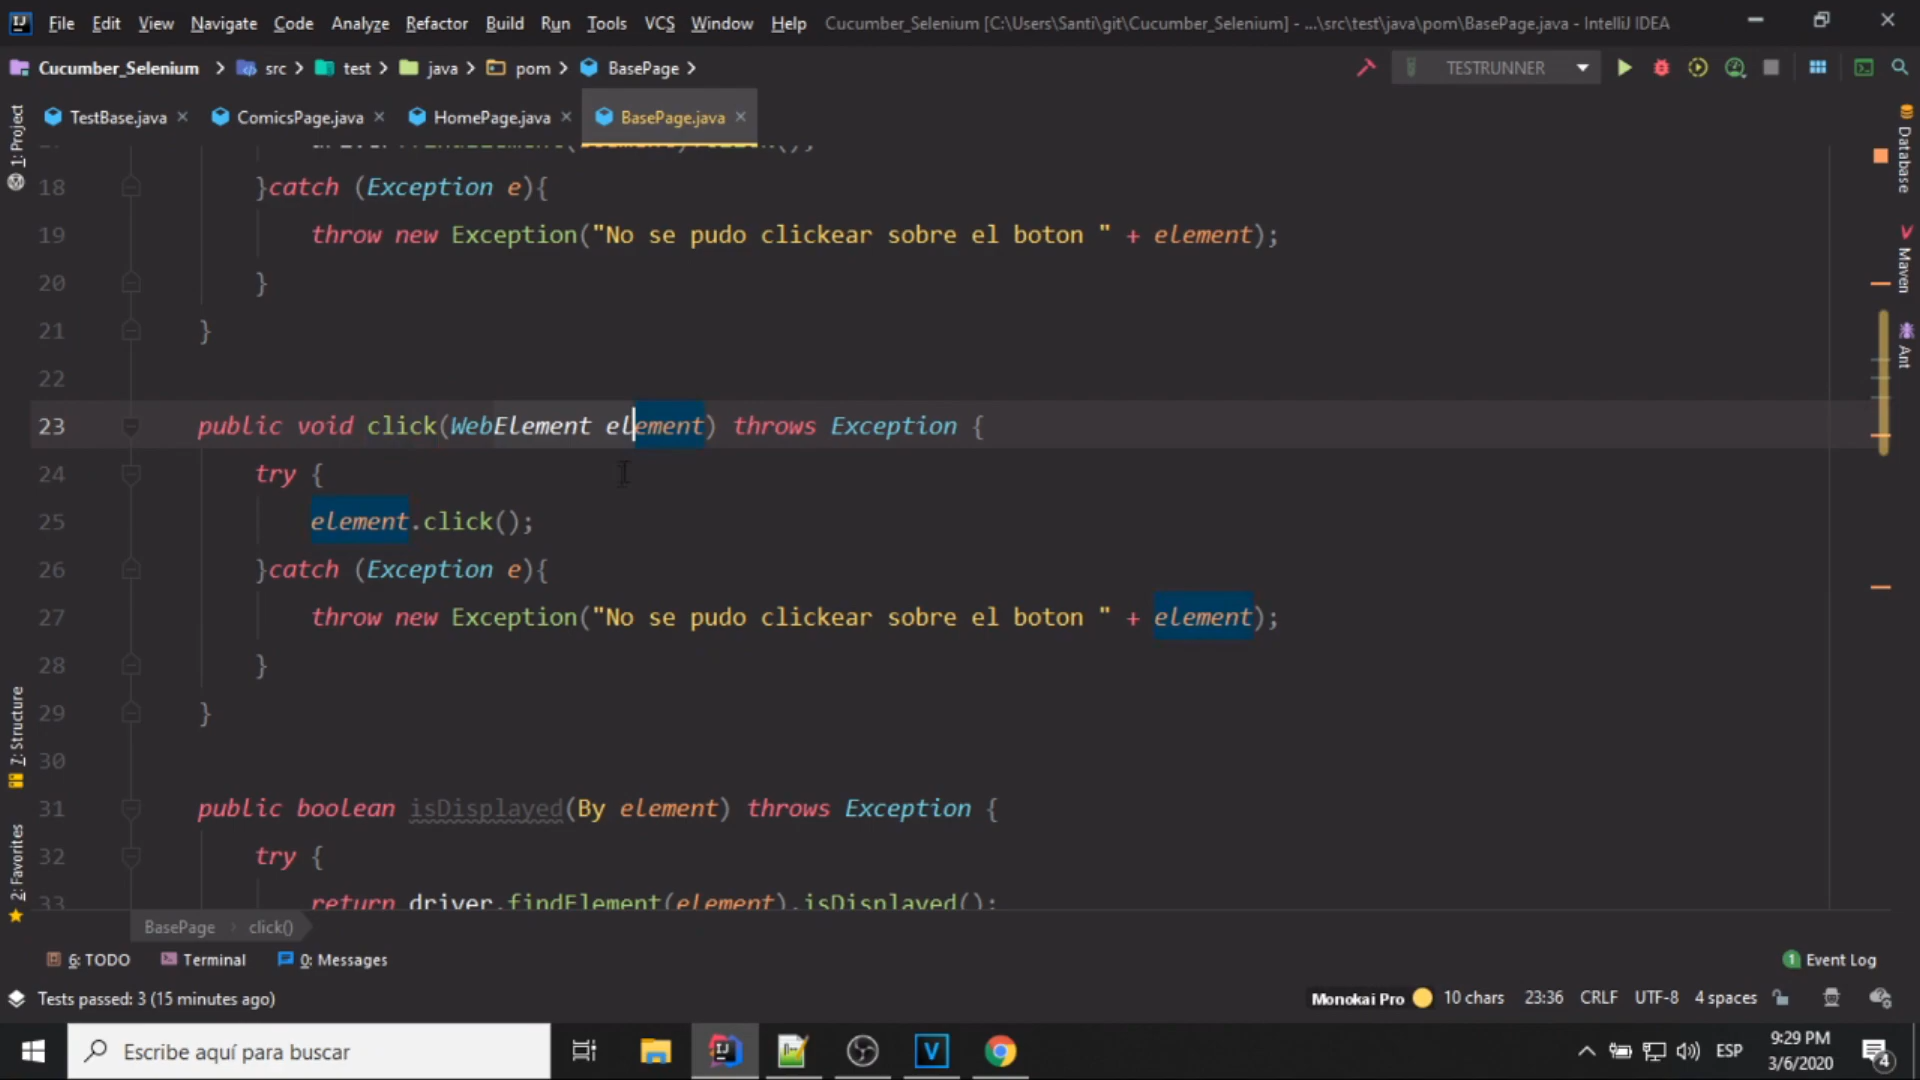 File Edit View Navigate Code Analyze Refactor Build Run Tools VCS Window Help Cucumber_Selenium [C:\Users\Santi\git\Cucumber_Selenium] - ...\src\test\java\pom\BasePage.java - IntelliJ IDEA
Cucumber_Selenium src test java pom BasePage TESTRUNNER
TestBase.java ComicsPage.java HomePage.java BasePage.java
18 }catch (Exception e){
19 throw new Exception("No se pudo clickear sobre el boton " + element);
20 }
21 }
22
23 public void click(WebElement element) throws Exception {
24 try {
25 element.click();
26 }catch (Exception e){
27 throw new Exception("No se pudo clickear sobre el boton " + element);
28 }
29 }
30
31 public boolean isDisplayed(By element) throws Exception {
32 try {
33 return driver.findElement(element).isDisplayed();
1: Project
7: Structure
2: Favorites
Database
Maven
Ant
BasePage click()
6: TODO Terminal 0: Messages 1 Event Log
Tests passed: 3 (15 minutes ago) Monokai Pro 10 chars 23:36 CRLF UTF-8 4 spaces
Escribe aquí para buscar ESP 9:29 PM
3/6/2020 4